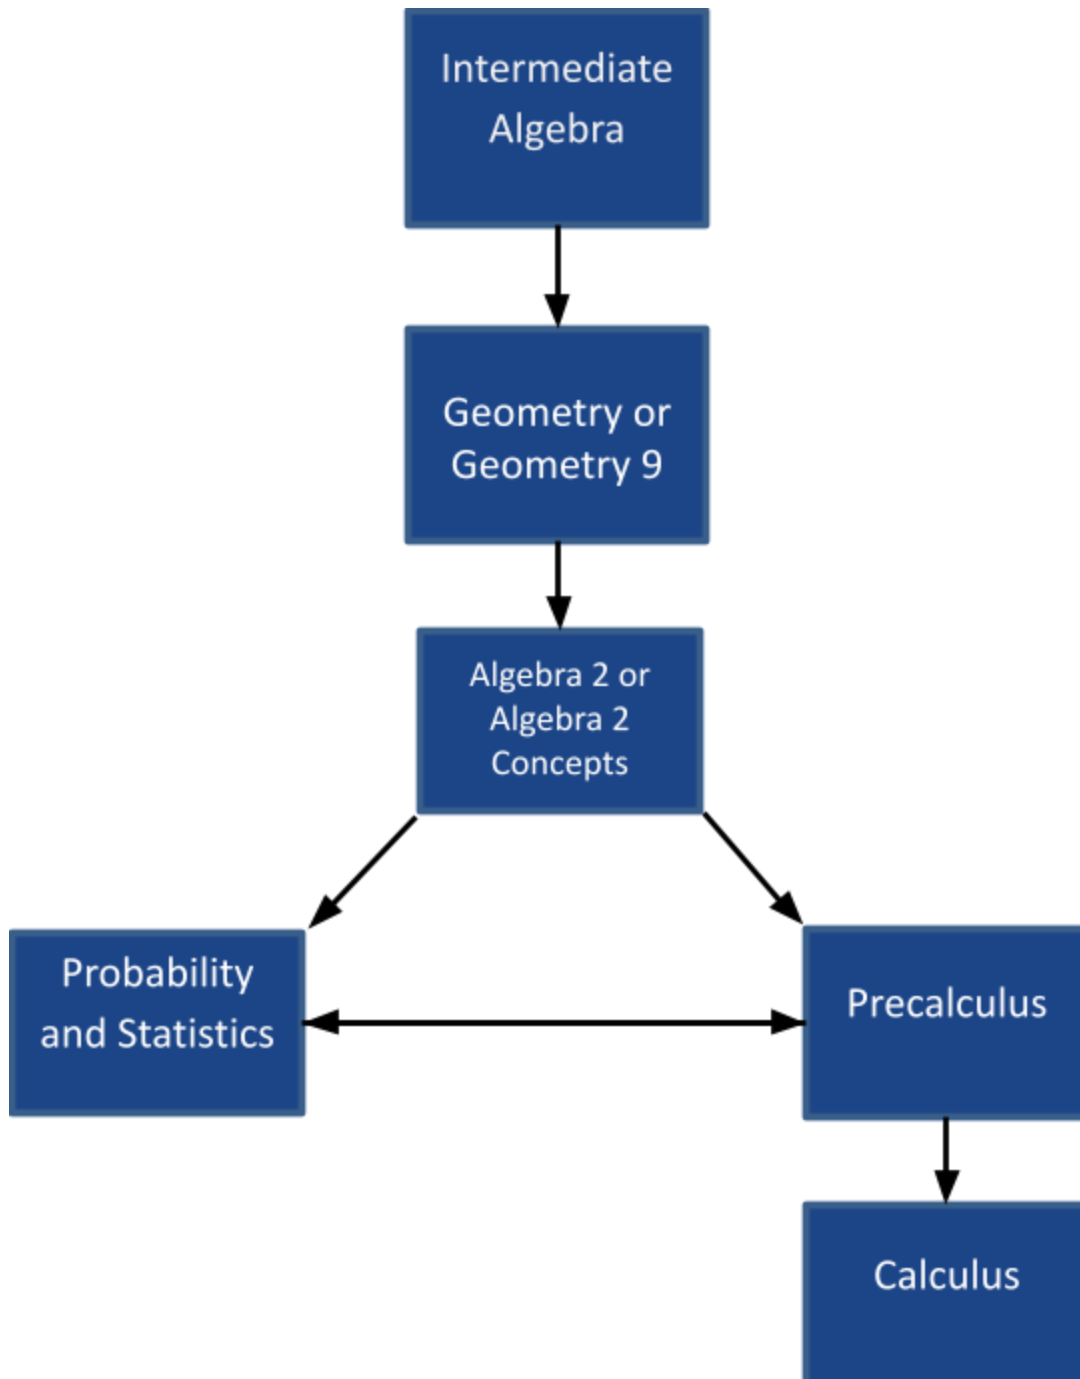 Intermediate
Algebra
Geometry or
Geometry 9
Algebra 2 or
Algebra 2
Concepts
Probability
and Statistics
Precalculus
Calculus